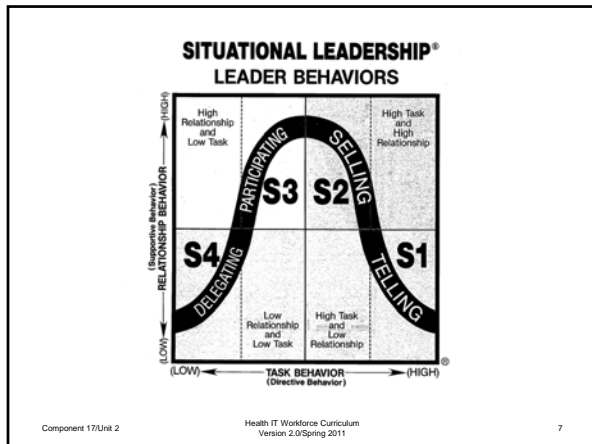 SITUATIONAL LEADERSHIP®
LEADER BEHAVIORS
(HIGH)
High
Relationship
and
Low Task
High Task
and
High
Relationship
PARTICIPATING
SELLING
S3
S2
S4
S1
DELEGATING
TELLING
Low
Relationship
and
Low Task
High Task
and
Low
Relationship
RELATIONSHIP BEHAVIOR
(Supportive Behavior)
(LOW)
®
(LOW)
TASK BEHAVIOR
(HIGH)
(Directive Behavior)
Component 17/Unit 2
Health IT Workforce Curriculum
Version 2.0/Spring 2011
7